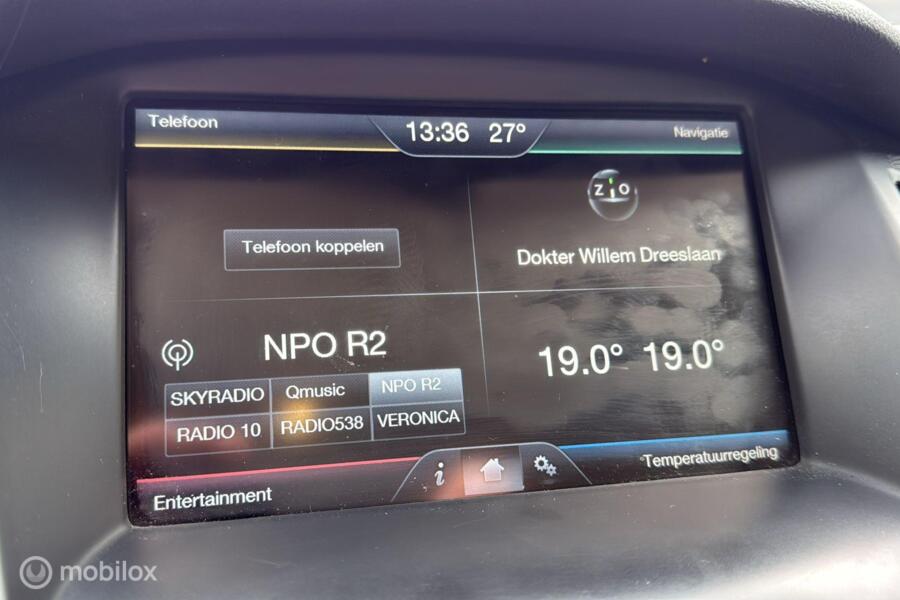 Telefoon
13:36 27°
Navigatie
Z O
Telefoon koppelen
Dokter Willem Dreeslaan
NPO R2
19.0° 19.0°
SKYRADIO Qmusic NPO R2
RADIO 10 RADIO538 VERONICA
i
Temperatuurregeling
Entertainment
mobilox